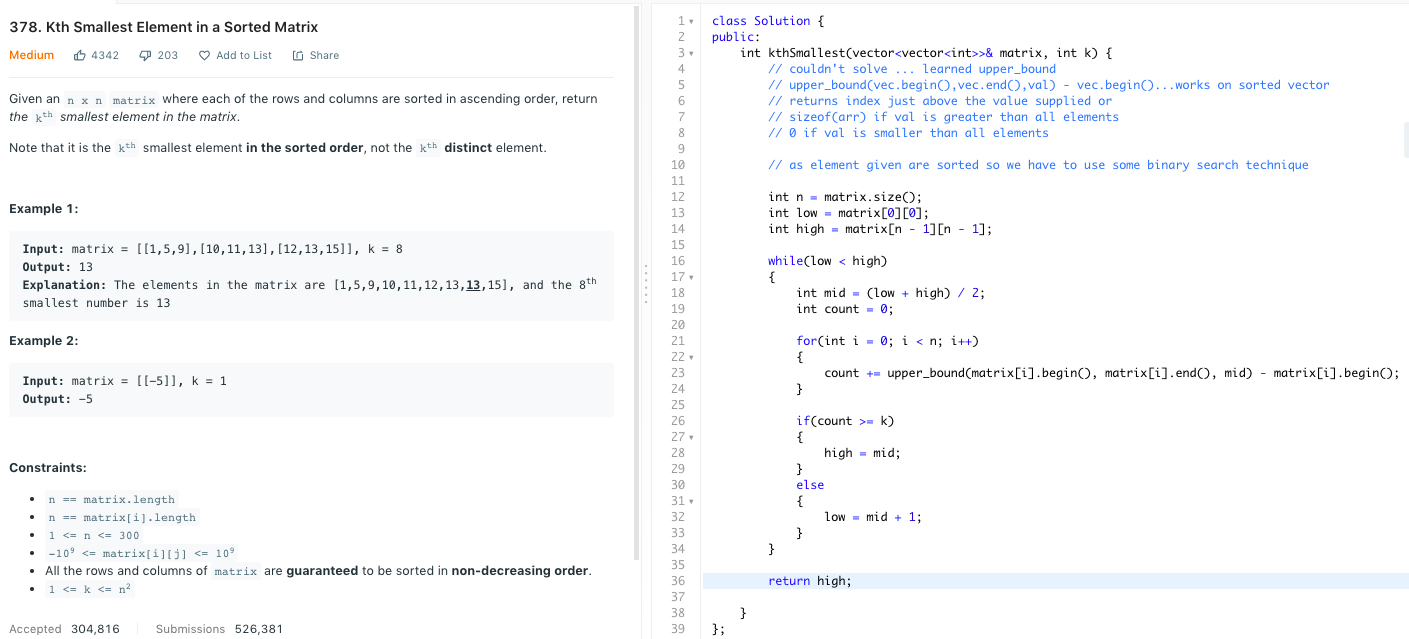 378. Kth Smallest Element in a Sorted Matrix
Medium 4342 203 Add to List Share
Given an n x n matrix where each of the rows and columns are sorted in ascending order, return
the kth smallest element in the matrix.
Note that it is the kth smallest element in the sorted order, not the kth distinct element.
Example 1:
Input: matrix = [[1,5,9],[10,11,13],[12,13,15]], k = 8
Output: 13
Explanation: The elements in the matrix are [1,5,9,10,11,12,13,13,15], and the 8th
smallest number is 13
Example 2:
Input: matrix = [[-5]], k = 1
Output: -5
Constraints:
• n == matrix.length
• n == matrix[i].length
• 1 <= n <= 300
• -10⁹ <= matrix[i][j] <= 10⁹
• All the rows and columns of matrix are guaranteed to be sorted in non-decreasing order.
• 1 <= k <= n²
Accepted 304,816 Submissions 526,381
1 class Solution {
2 public:
3 int kthSmallest(vector<vector<int>>& matrix, int k) {
4 // couldn't solve ... learned upper_bound
5 // upper_bound(vec.begin(),vec.end(),val) - vec.begin()...works on sorted vector
6 // returns index just above the value supplied or
7 // sizeof(arr) if val is greater than all elements
8 // 0 if val is smaller than all elements
9
10 // as element given are sorted so we have to use some binary search technique
11
12 int n = matrix.size();
13 int low = matrix[0][0];
14 int high = matrix[n - 1][n - 1];
15
16 while(low < high)
17 {
18 int mid = (low + high) / 2;
19 int count = 0;
20
21 for(int i = 0; i < n; i++)
22 {
23 count += upper_bound(matrix[i].begin(), matrix[i].end(), mid) - matrix[i].begin();
24 }
25
26 if(count >= k)
27 {
28 high = mid;
29 }
30 else
31 {
32 low = mid + 1;
33 }
34 }
35
36 return high;
37
38 }
39 };